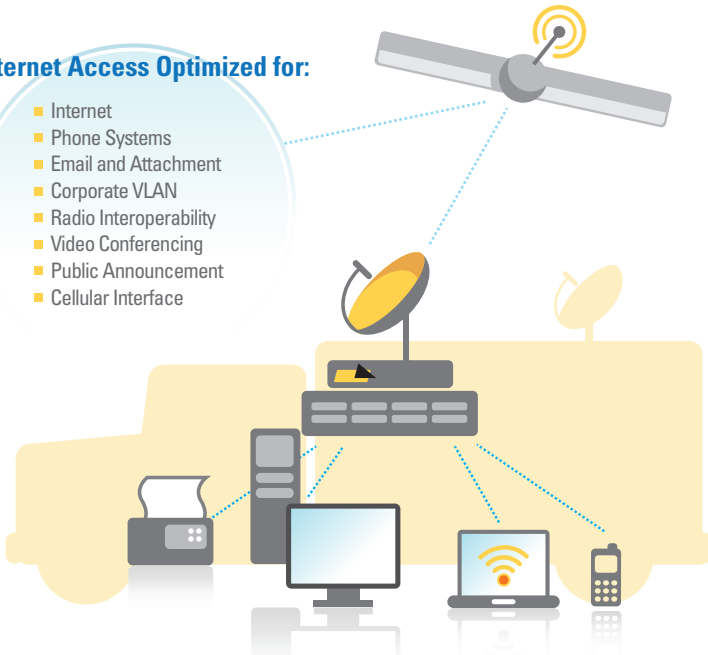 ternet Access Optimized for:
Internet
Phone Systems
Email and Attachment
Corporate VLAN
Radio Interoperability
Video Conferencing
Public Announcement
Cellular Interface